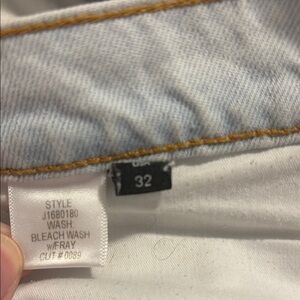 32
STYLE
J1680180
WASH:
BLEACH WASH
w/FRAY
CUT # 0089